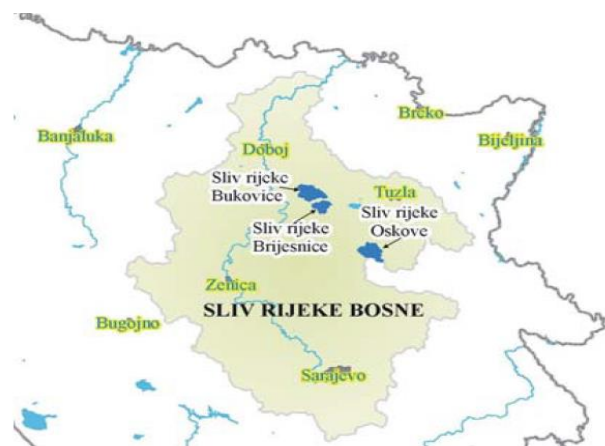 Brčko
Banjaluka
Bijeljina
Doboj
Sliv rijeke
Bukovice
Tuzla
Sliv rijeke
Oskove
Sliv rijeke
Brijesnice
Zenica
SLIV RIJEKE BOSNE
Bugojno
Sarajevo